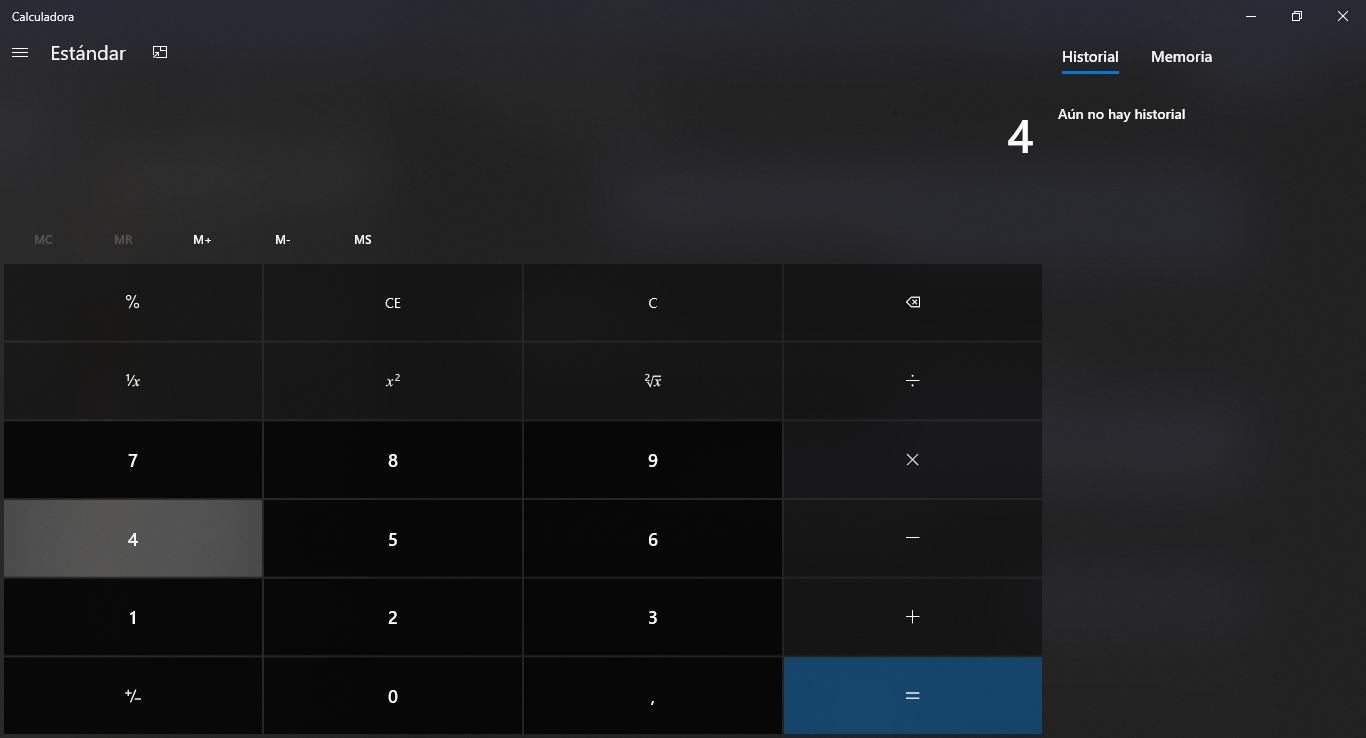 Calculadora
Estándar
Historial Memoria
Aún no hay historial
4
MC MR M+ M- MS
% CE C
¹⁄x x² ²√x ÷
7 8 9 ×
4 5 6 −
1 2 3 +
⁺⁄₋ 0 , =